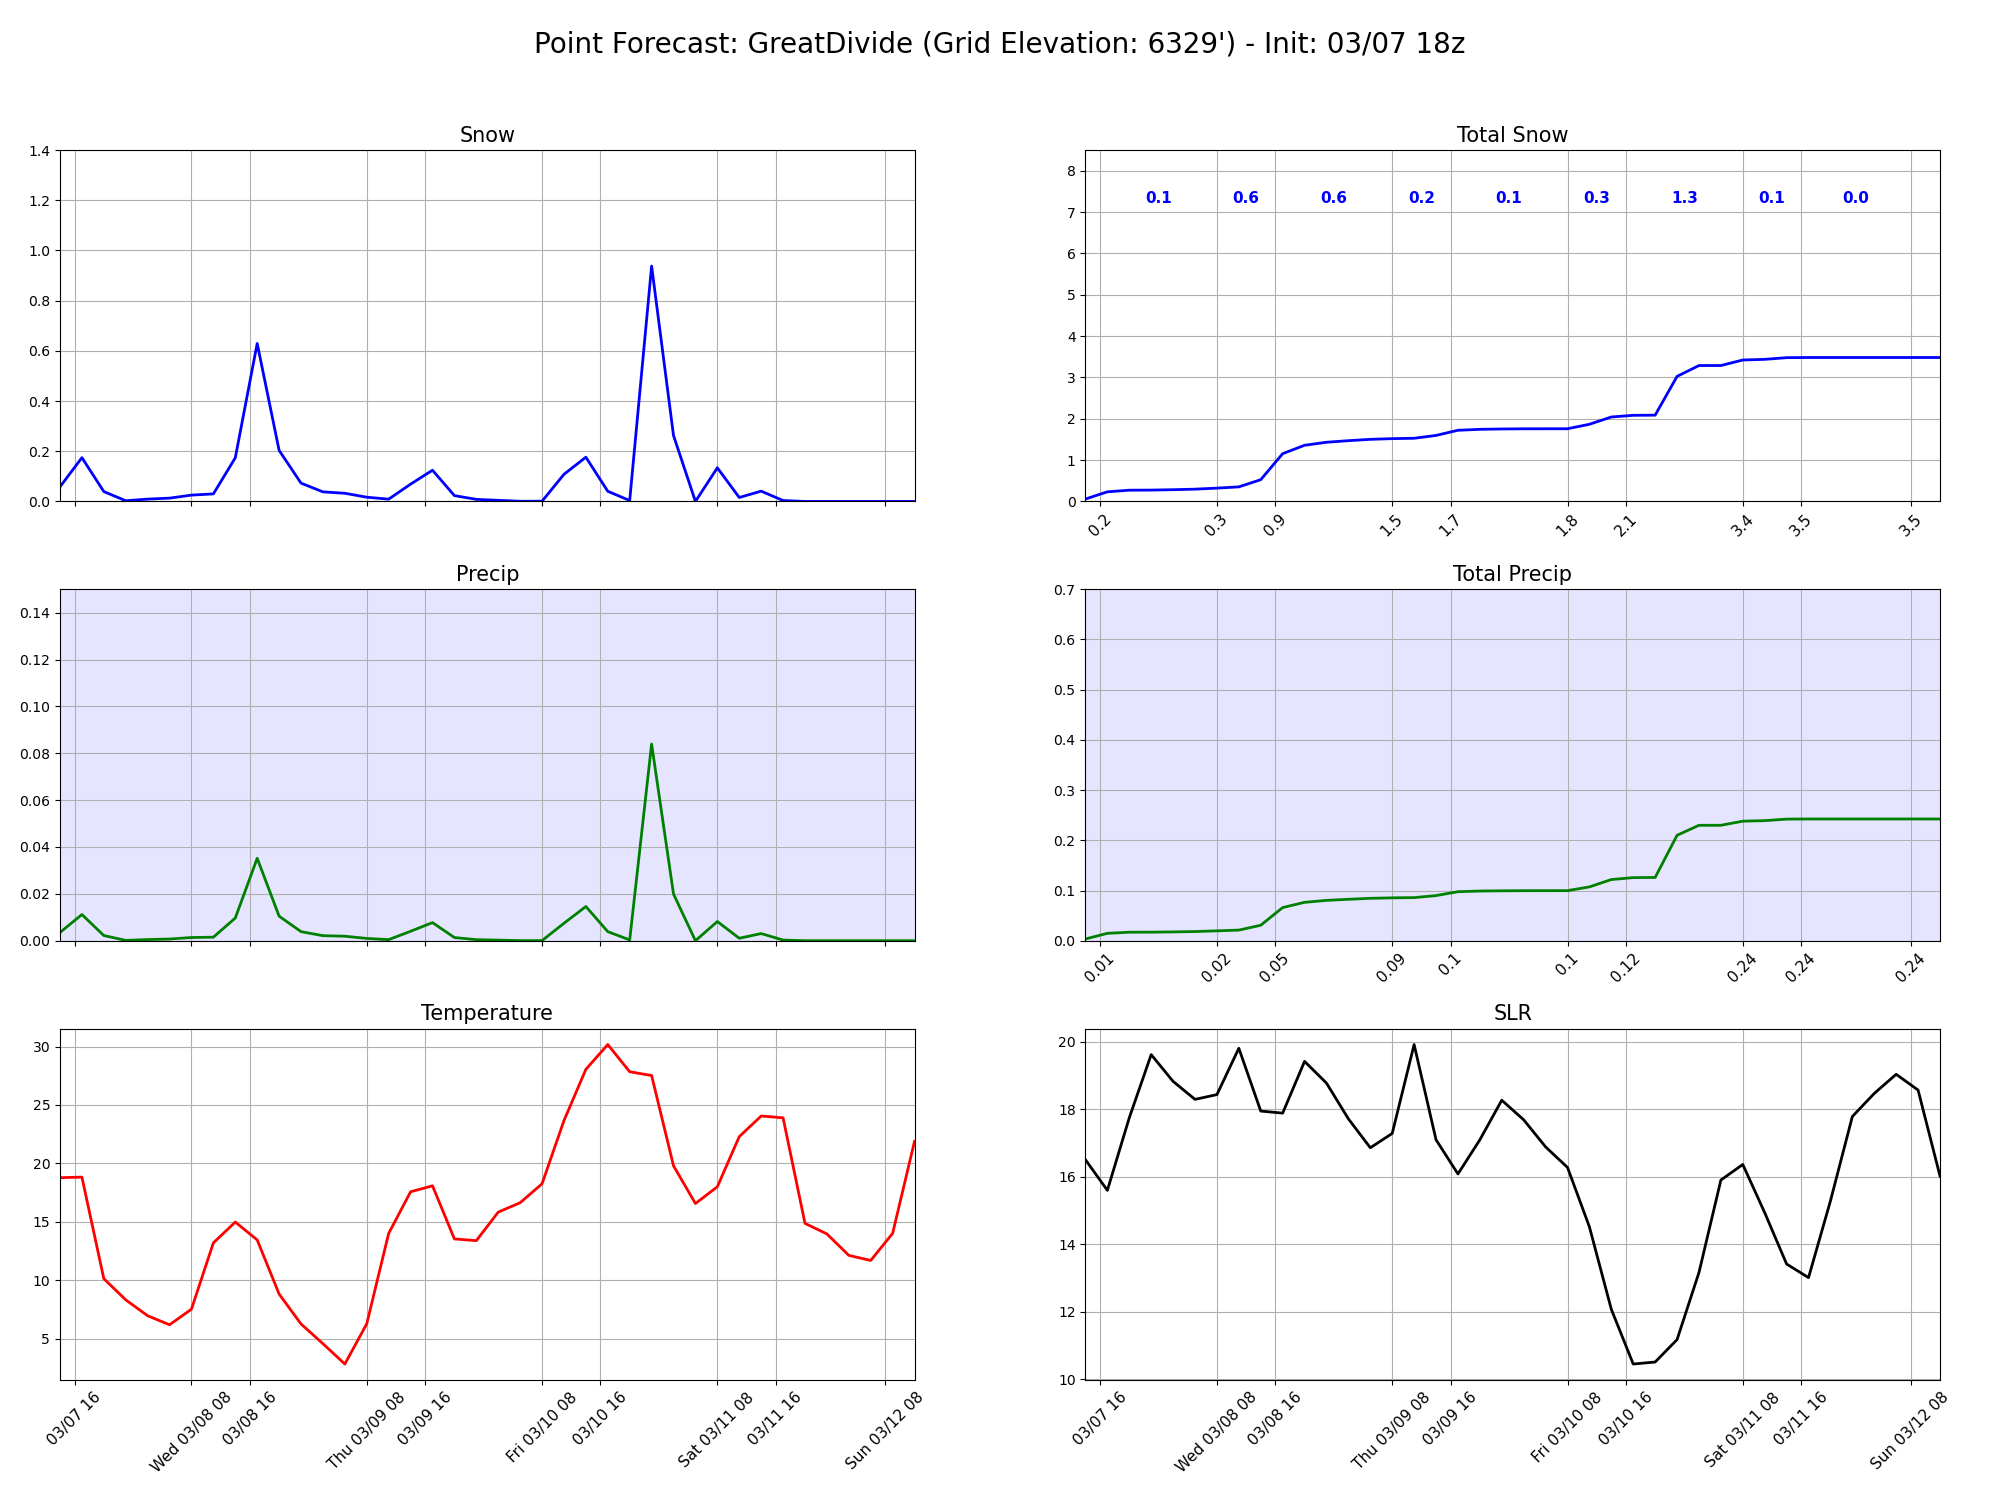 Point Forecast: GreatDivide (Grid Elevation: 6329') - Init: 03/07 18z
Snow
1.4
1.2
1.0
0.8
0.6
0.4
0.2
0.0
Total Snow
8
7
6
5
4
3
2
1
0
0.1 0.6 0.6 0.2 0.1 0.3 1.3 0.1 0.0
0.2 0.3 0.9 1.5 1.7 1.8 2.1 3.4 3.5 3.5
Precip
0.14
0.12
0.10
0.08
0.06
0.04
0.02
0.00
Total Precip
0.7
0.6
0.5
0.4
0.3
0.2
0.1
0.0
0.01 0.02 0.05 0.09 0.1 0.1 0.12 0.24 0.24 0.24
Temperature
30
25
20
15
10
5
03/07 16
Wed 03/08 08
03/08 16
Thu 03/09 08
03/09 16
Fri 03/10 08
03/10 16
Sat 03/11 08
03/11 16
Sun 03/12 08
SLR
20
18
16
14
12
10
03/07 16
Wed 03/08 08
03/08 16
Thu 03/09 08
03/09 16
Fri 03/10 08
03/10 16
Sat 03/11 08
03/11 16
Sun 03/12 08